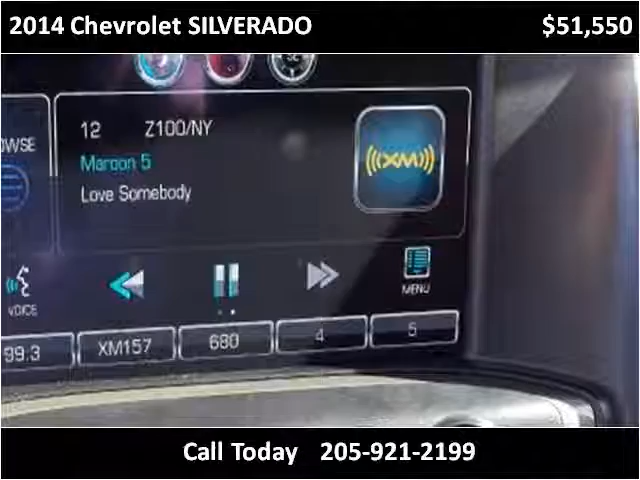 2014 Chevrolet SILVERADO $51,550
12 Z100/NY
Maroon 5
Love Somebody
XM
OWSE
VOICE
MENU
99.3 XM157 680 4 5
Call Today 205-921-2199